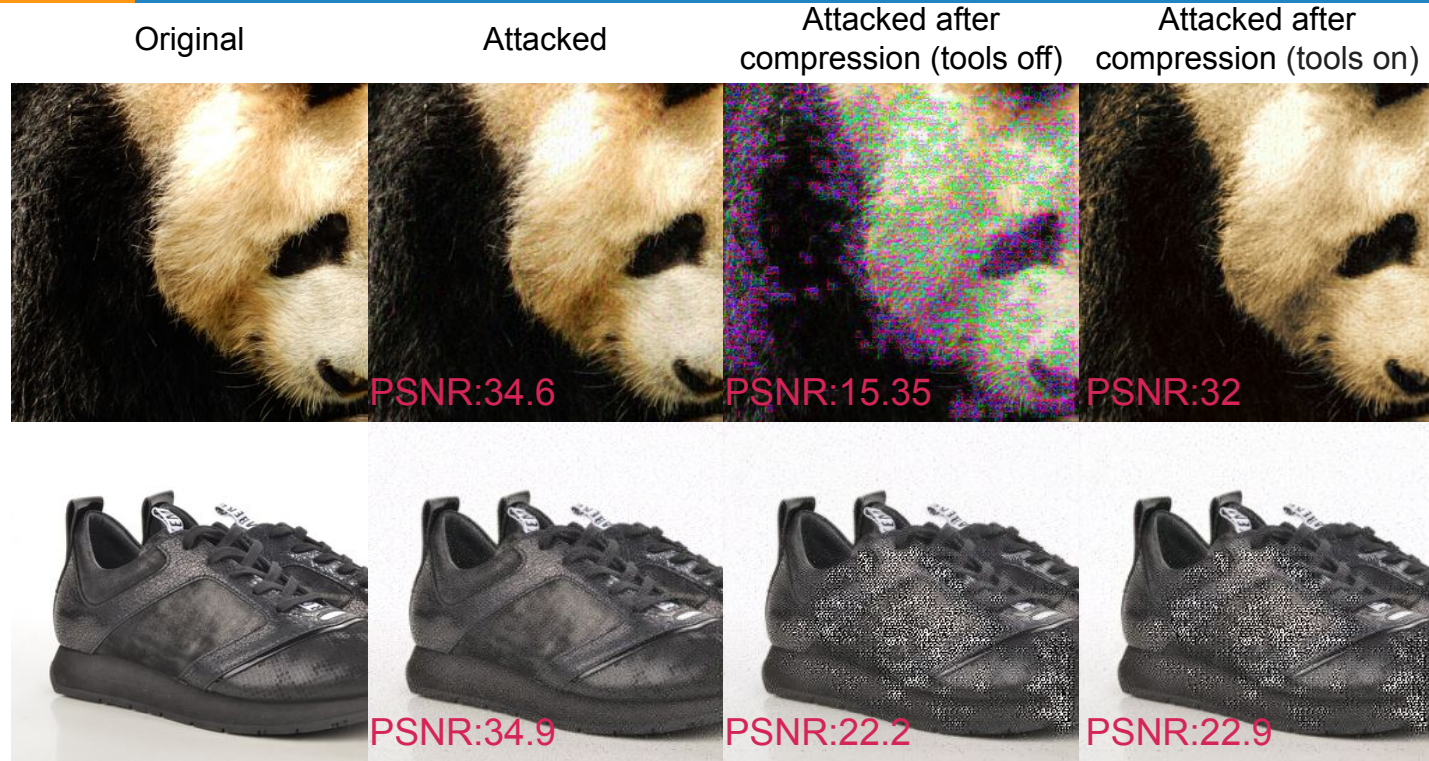 Original
Attacked
Attacked after
compression (tools off)
Attacked after
compression (tools on)
PSNR:34.6
PSNR:15.35
PSNR:32
PSNR:34.9
PSNR:22.2
PSNR:22.9